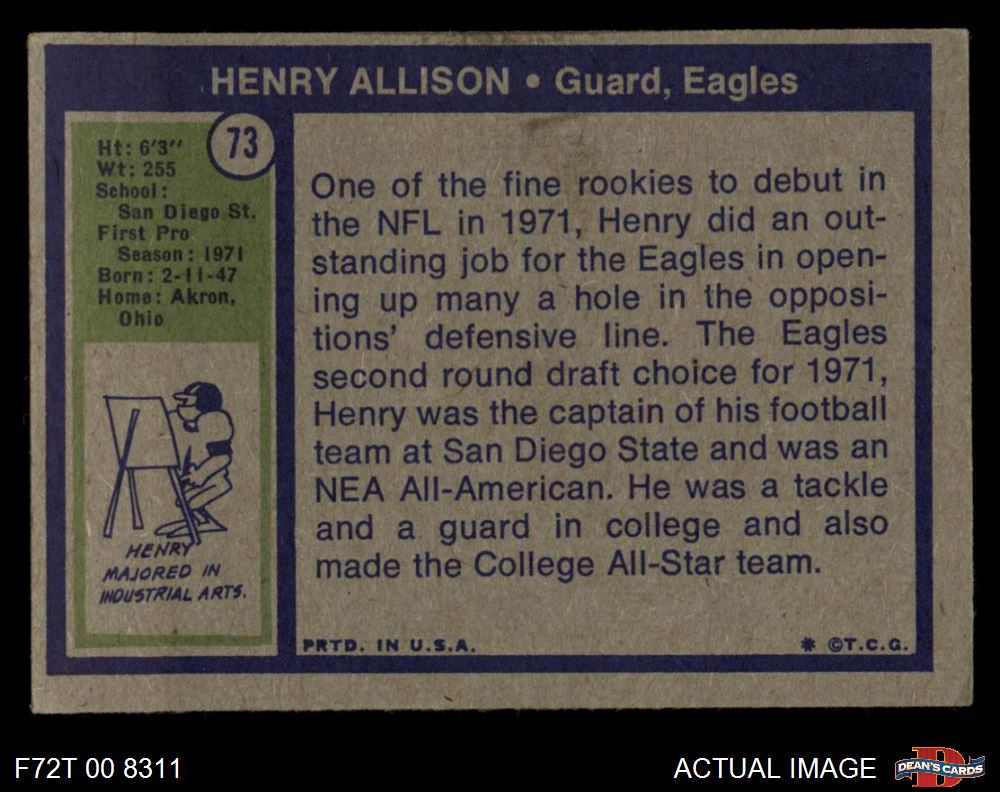 HENRY ALLISON • Guard, Eagles
73
Ht: 6'3''
Wt: 255
School:
San Diego St.
First Pro
Season: 1971
Born: 2-11-47
Home: Akron,
Ohio
HENRY
MAJORED IN
INDUSTRIAL ARTS.
One of the fine rookies to debut in
the NFL in 1971, Henry did an out-
standing job for the Eagles in open-
ing up many a hole in the opposi-
tions' defensive line. The Eagles
second round draft choice for 1971,
Henry was the captain of his football
team at San Diego State and was an
NEA All-American. He was a tackle
and a guard in college and also
made the College All-Star team.
PRTD. IN U.S.A.
* ©T.C.G.
F72T 00 8311
ACTUAL IMAGE
D
DEAN'S CARDS